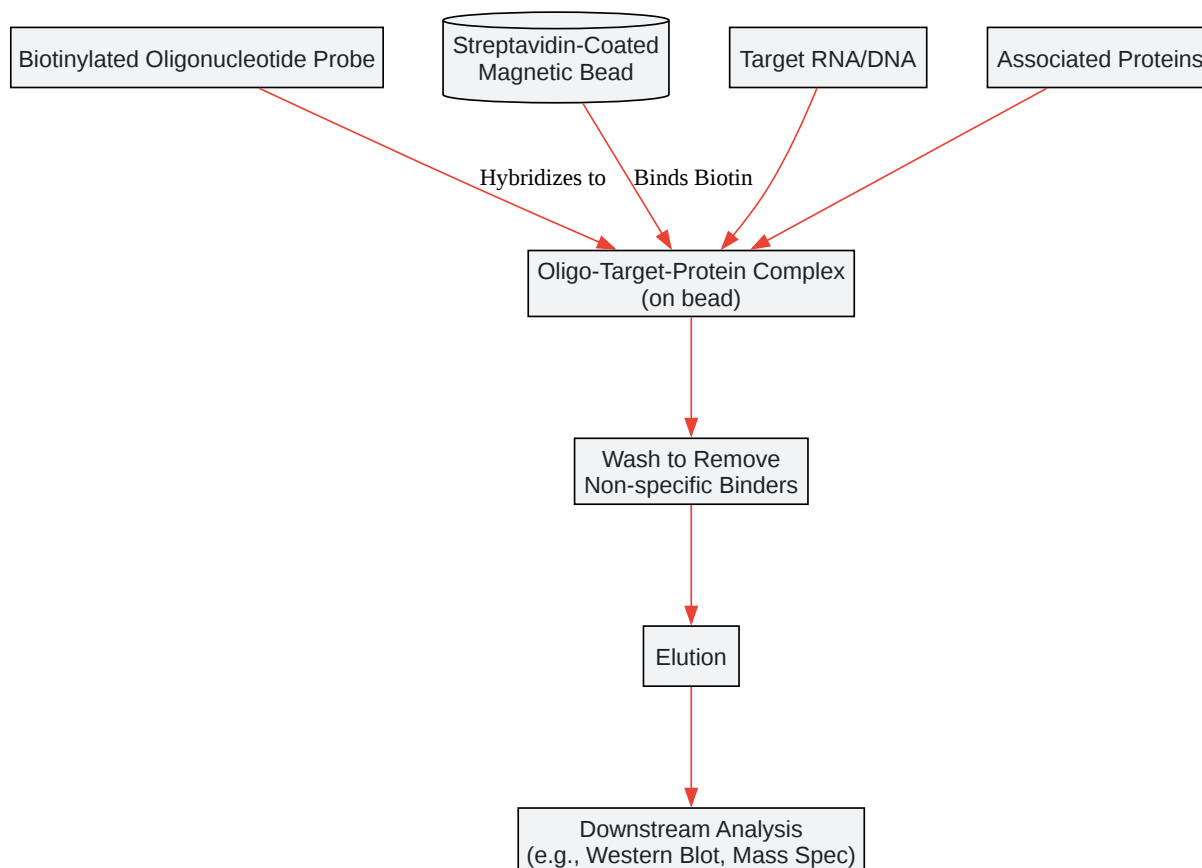 Biotinylated Oligonucleotide Probe
Streptavidin-Coated
Magnetic Bead
Target RNA/DNA
Associated Proteins
Hybridizes to
Binds Biotin
Oligo-Target-Protein Complex
(on bead)
Wash to Remove
Non-specific Binders
Elution
Downstream Analysis
(e.g., Western Blot, Mass Spec)